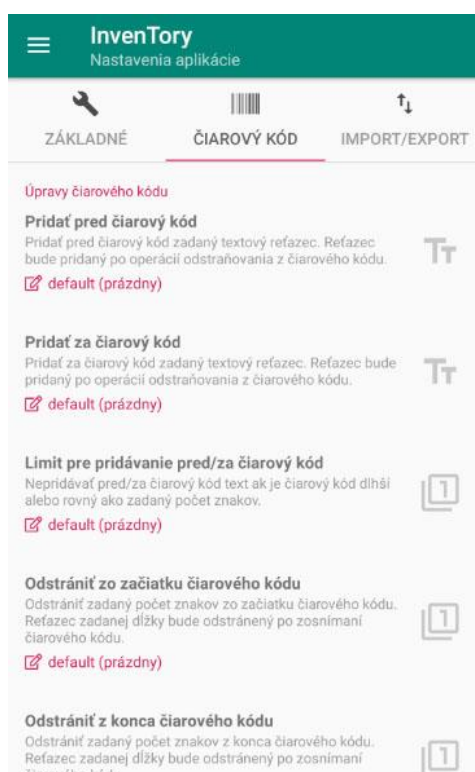 InvenTory
Nastavenia aplikácie
ZÁKLADNÉ
ČIAROVÝ KÓD
IMPORT/EXPORT
Úpravy čiarového kódu
Pridať pred čiarový kód
Pridať pred čiarový kód zadaný textový reťazec. Reťazec
bude pridaný po operácií odstraňovania z čiarového kódu.
default (prázdny)
Pridať za čiarový kód
Pridať za čiarový kód zadaný textový reťazec. Reťazec bude
pridaný po operácií odstraňovania z čiarového kódu.
default (prázdny)
Limit pre pridávanie pred/za čiarový kód
Nepridávať pred/za čiarový kód text ak je čiarový kód dlhší
alebo rovný ako zadaný počet znakov.
default (prázdny)
Odstrániť zo začiatku čiarového kódu
Odstrániť zadaný počet znakov zo začiatku čiarového kódu.
Reťazec zadanej dĺžky bude odstránený po zosnímaní
čiarového kódu.
default (prázdny)
Odstrániť z konca čiarového kódu
Odstrániť zadaný počet znakov z konca čiarového kódu.
Reťazec zadanej dĺžky bude odstránený po zosnímaní